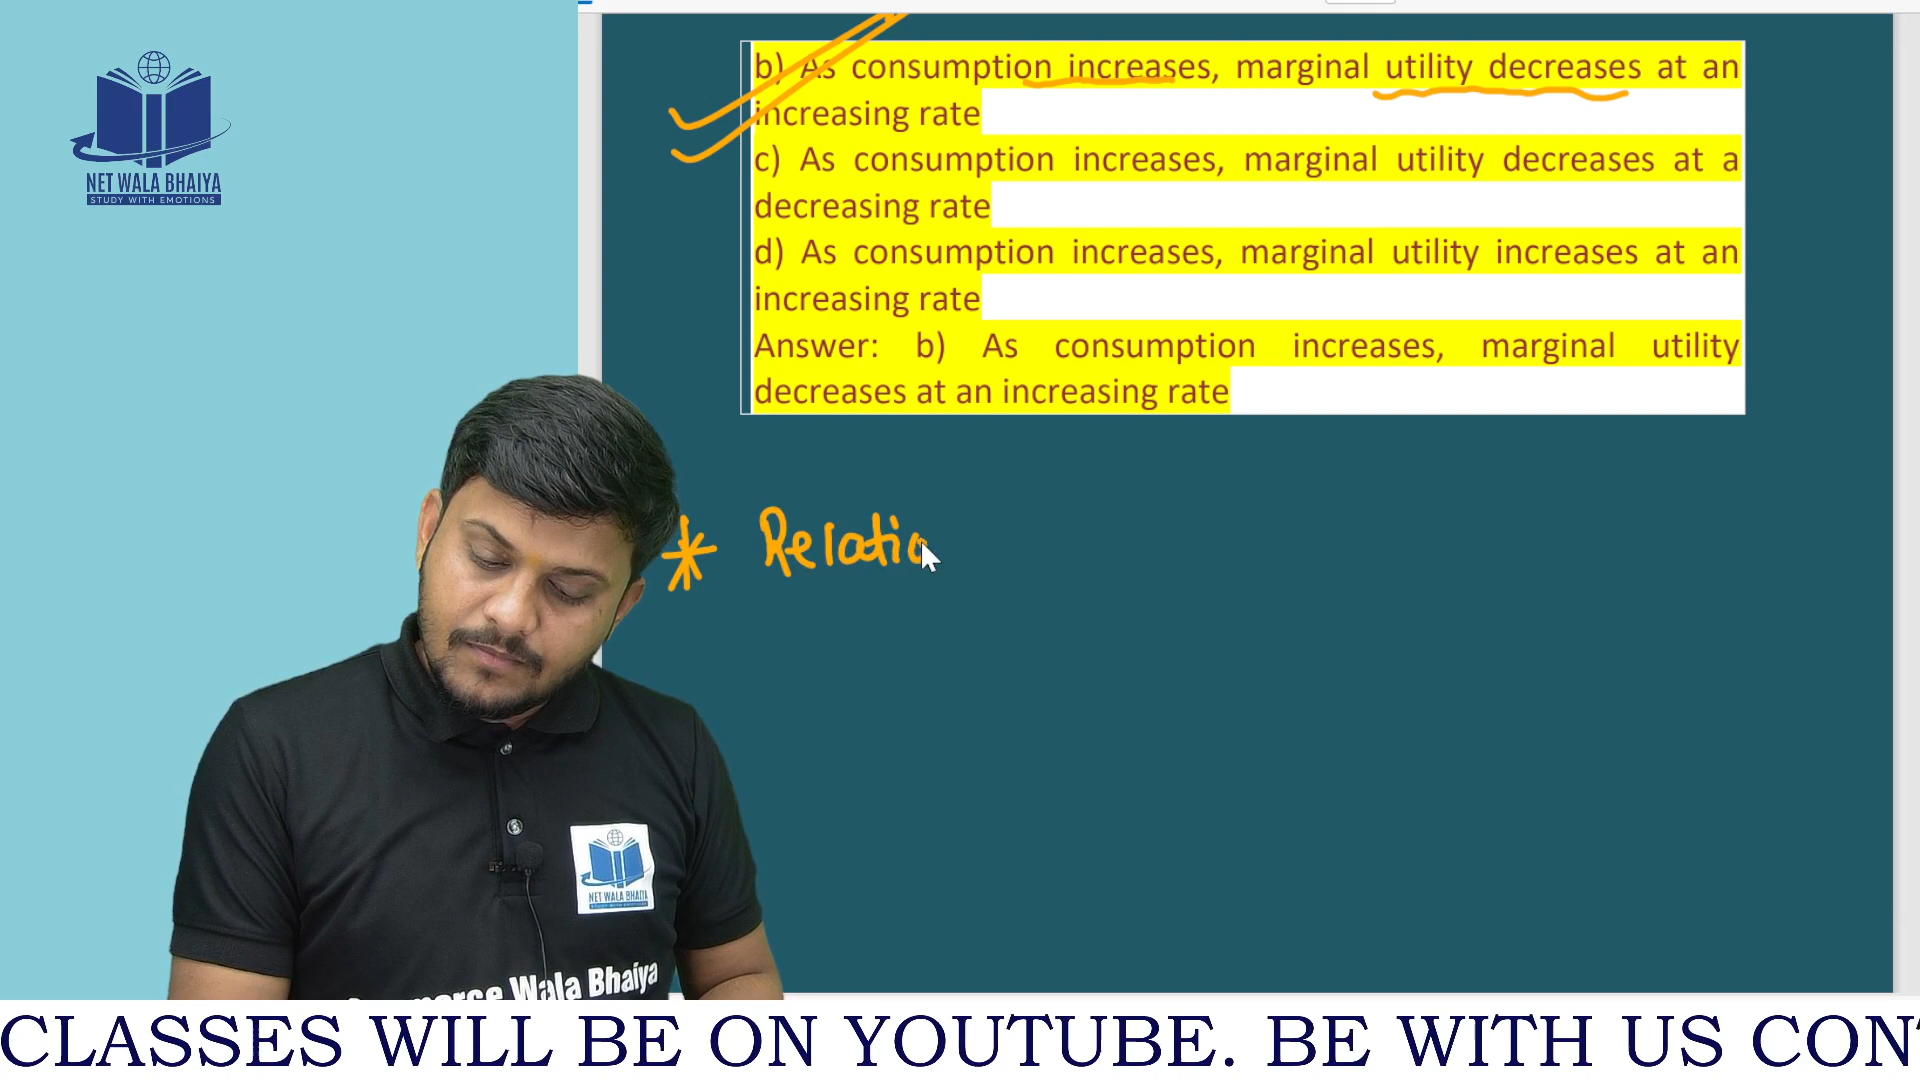 b) As consumption increases, marginal utility decreases at an
increasing rate
c) As consumption increases, marginal utility decreases at a
decreasing rate
d) As consumption increases, marginal utility increases at an
increasing rate
Answer: b) As consumption increases, marginal utility
decreases at an increasing rate
NET WALA BHAIYA
STUDY WITH EMOTIONS
* Relatio
NET WALA BHAIYA
Wala Bhaiya
CLASSES WILL BE ON YOUTUBE. BE WITH US CON